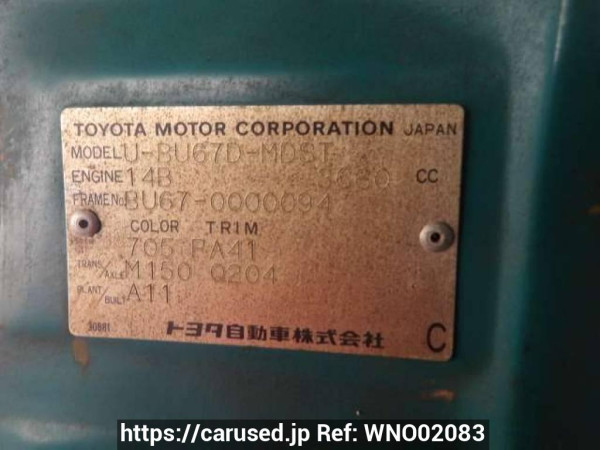 TOYOTA MOTOR CORPORATION JAPAN
MODEL U-BU67D-MDST
ENGINE 14B 3660 CC
FRAME No. BU67-0000094
COLOR TRIM
705 FA41
TRANS/AXLE M150 Q204
PLANT/BUILT A11
30881 トヨタ自動車株式会社 C
https://carused.jp Ref: WNO02083